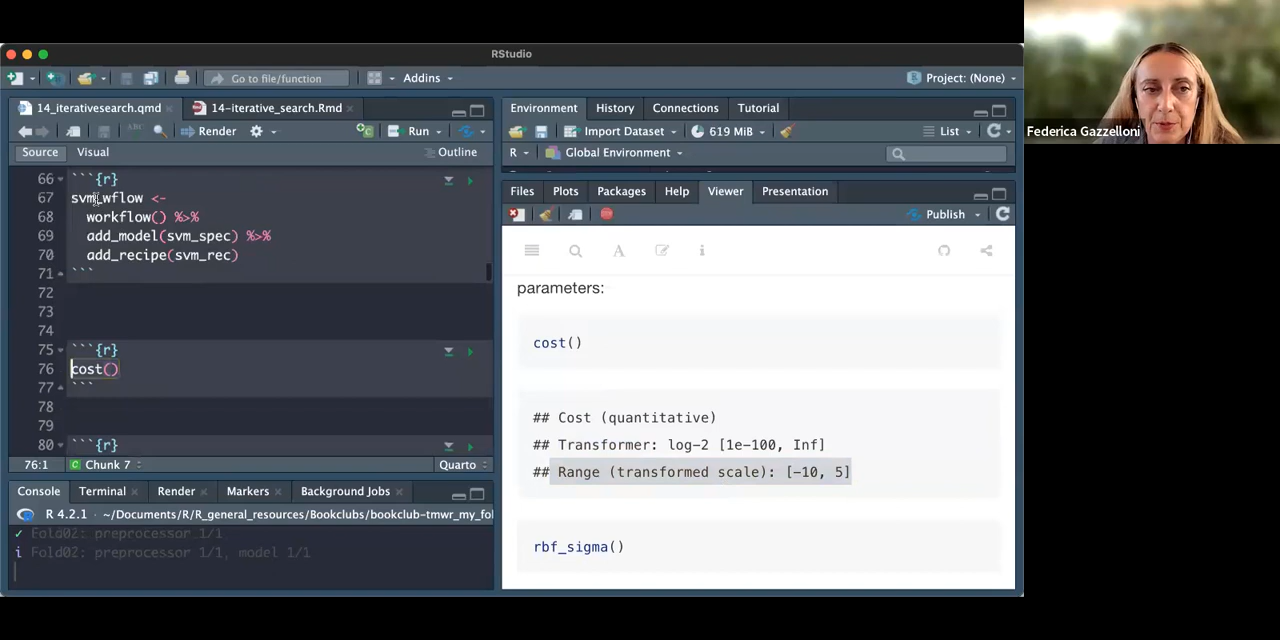 RStudio
Go to file/function
Addins
Project: (None)
14_iterativesearch.qmd
14-iterative_search.Rmd
Render
Run
Source
Visual
Outline
66 ```{r}
67 svm_wflow <-
68 workflow() %>%
69 add_model(svm_spec) %>%
70 add_recipe(svm_rec)
71 ```
72
73
74
75 ```{r}
76 cost()
77 ```
78
79
80 ```{r}
76:1
Chunk 7
Quarto
Console
Terminal
Render
Markers
Background Jobs
R 4.2.1 · ~/Documents/R/R_general_resources/Bookclubs/bookclub-tmwr_my_fol
✓ Fold02: preprocessor 1/1
i Fold02: preprocessor 1/1, model 1/1
Environment
History
Connections
Tutorial
Import Dataset
619 MiB
List
R
Global Environment
Files
Plots
Packages
Help
Viewer
Presentation
Publish
parameters:
cost()
## Cost (quantitative)
## Transformer: log-2 [1e-100, Inf]
## Range (transformed scale): [-10, 5]
rbf_sigma()
Federica Gazzelloni